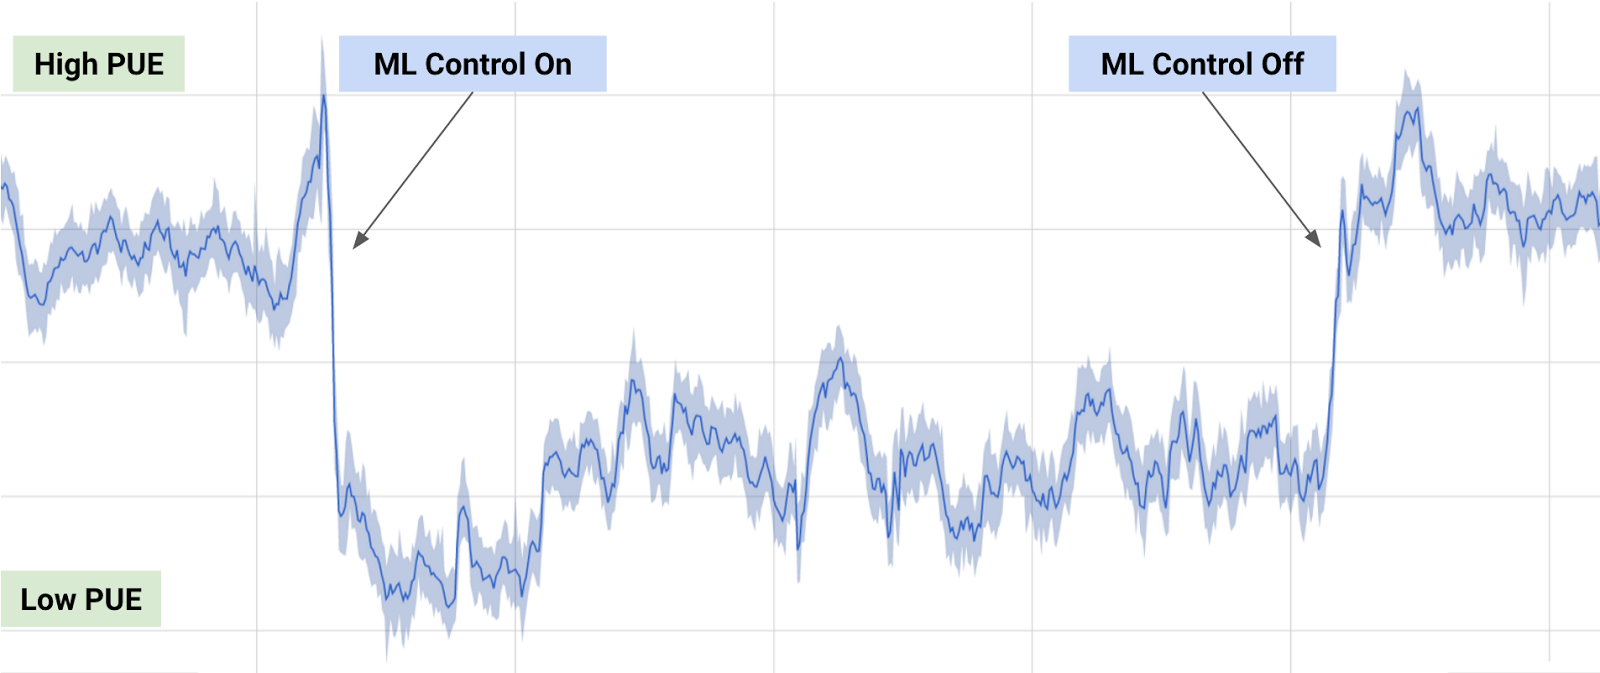 High PUE
ML Control On
ML Control Off
Low PUE